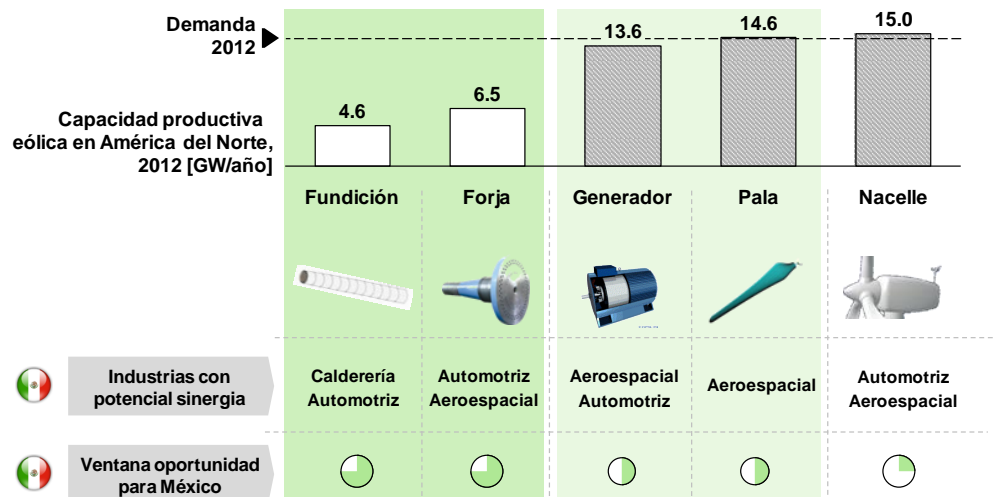 Demanda
2012
Capacidad productiva
eólica en América del Norte,
2012 [GW/año]
4.6
6.5
13.6
14.6
15.0
Fundición
Forja
Generador
Pala
Nacelle
Industrias con
potencial sinergia
Calderería
Automotriz
Automotriz
Aeroespacial
Aeroespacial
Automotriz
Aeroespacial
Automotriz
Aeroespacial
Ventana oportunidad
para México